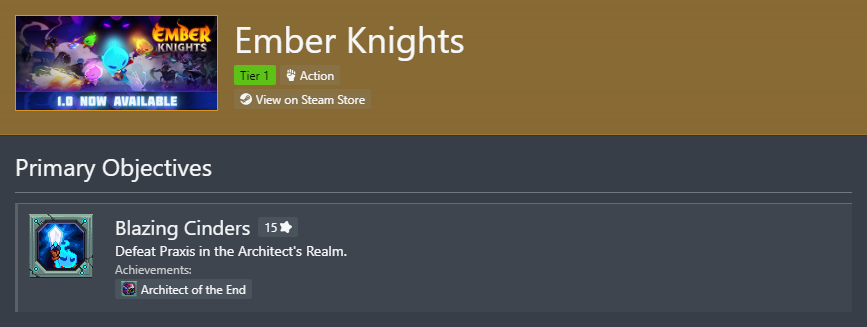 EMBER
KNIGHTS
1.0 NOW AVAILABLE
Ember Knights
Tier 1 Action
View on Steam Store
Primary Objectives
Blazing Cinders 15
Defeat Praxis in the Architect's Realm.
Achievements:
Architect of the End